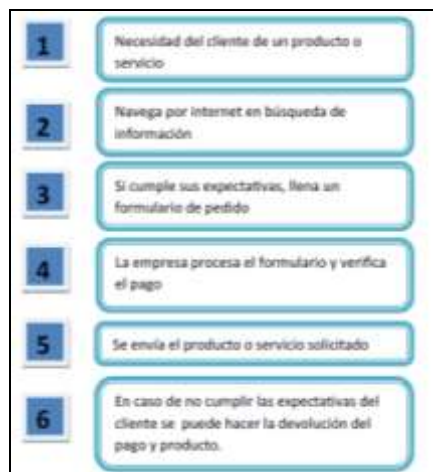 1
Necesidad del cliente de un producto o
servicio
2
Navega por internet en búsqueda de
información
3
Si cumple sus expectativas, llena un
formulario de pedido
4
La empresa procesa el formulario y verifica
el pago
5
Se envía el producto o servicio solicitado
6
En caso de no cumplir las expectativas del
cliente se puede hacer la devolución del
pago y producto.